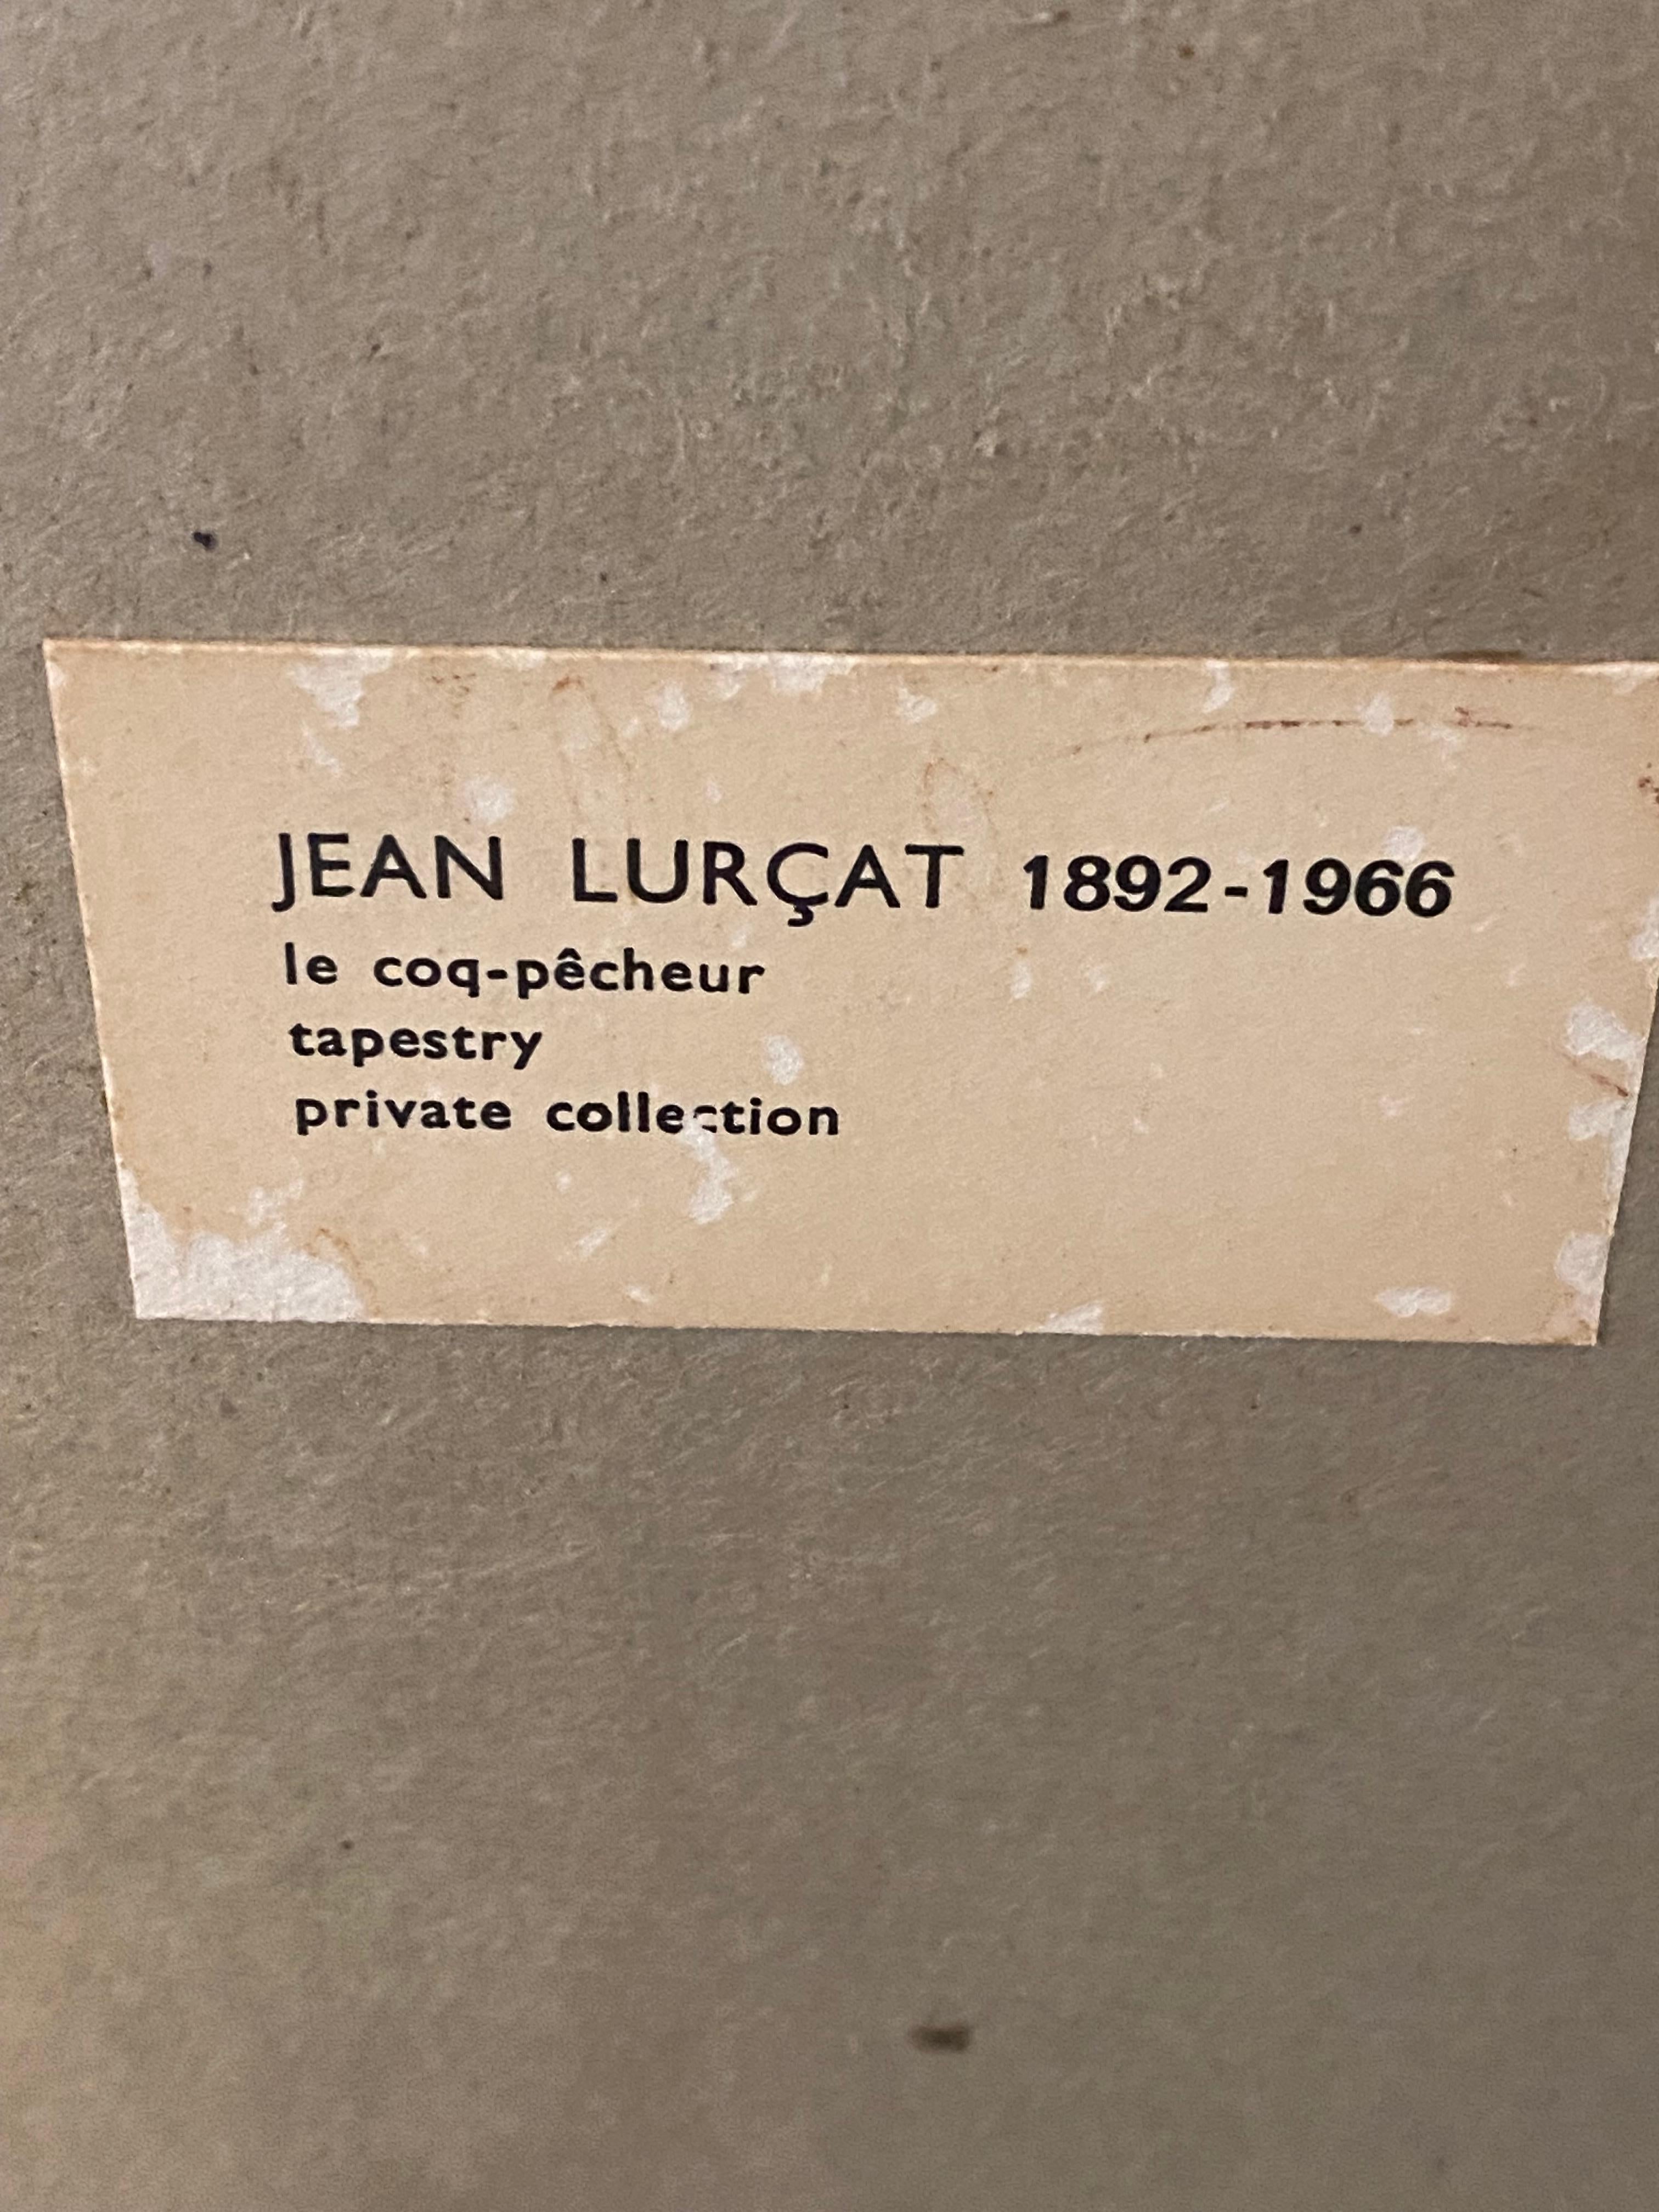 JEAN LURÇAT 1892-1966
le coq-pêcheur
tapestry
private collection